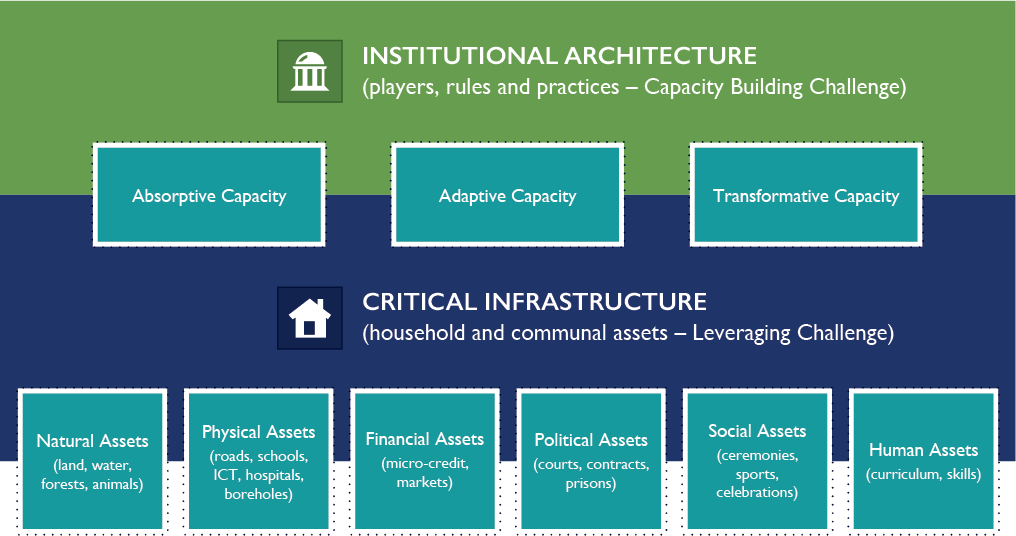 INSTITUTIONAL ARCHITECTURE
(players, rules and practices – Capacity Building Challenge)
Absorptive Capacity
Adaptive Capacity
Transformative Capacity
CRITICAL INFRASTRUCTURE
(household and communal assets – Leveraging Challenge)
Natural Assets
(land, water,
forests, animals)
Physical Assets
(roads, schools,
ICT, hospitals,
boreholes)
Financial Assets
(micro-credit,
markets)
Political Assets
(courts, contracts,
prisons)
Social Assets
(ceremonies,
sports,
celebrations)
Human Assets
(curriculum, skills)